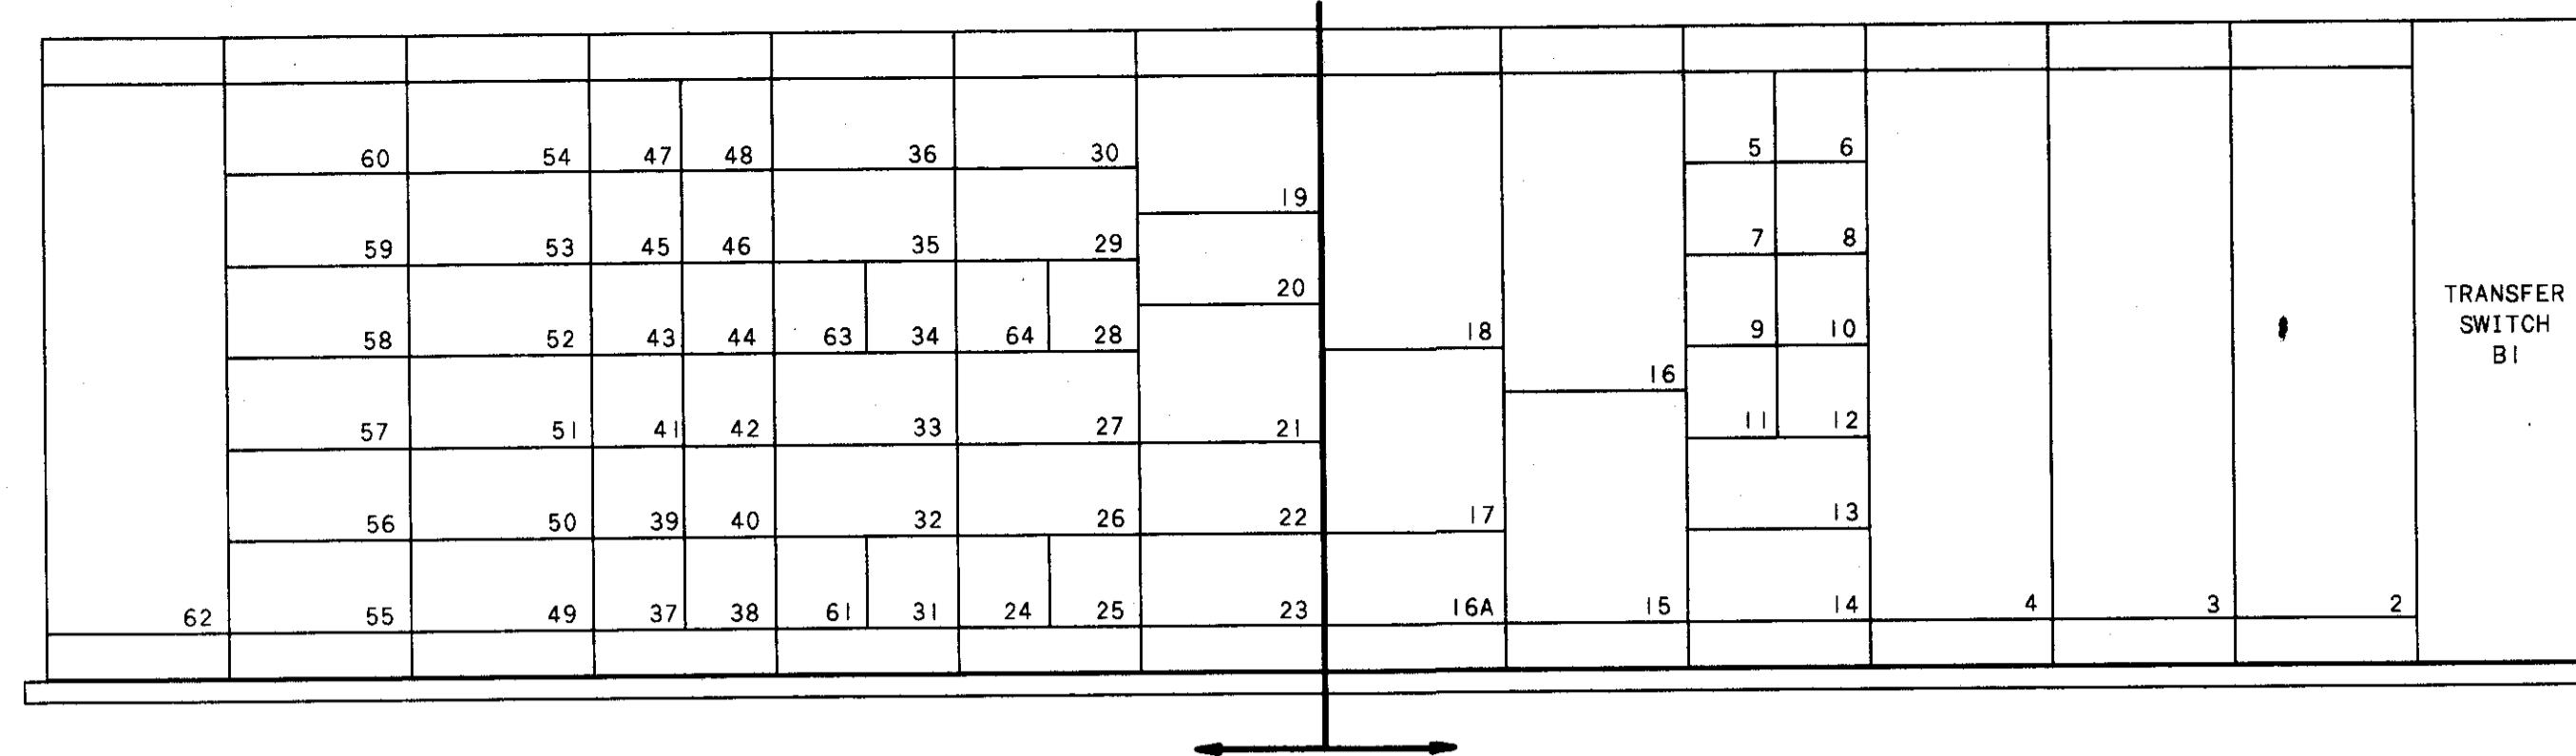 60 54 47 48 36 30 5 6
19
59 53 45 46 35 29 7 8
20
TRANSFER
SWITCH
B1
58 52 43 44 63 34 64 28 18 9 10
16
57 51 41 42 33 27 21 11 12
56 50 39 40 32 26 22 17 13
62 55 49 37 38 61 31 24 25 23 16A 15 14 4 3 2